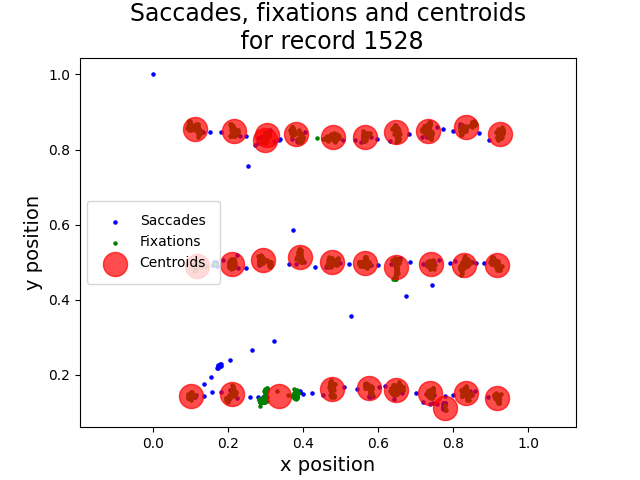 Saccades, fixations and centroids
for record 1528
1.0
0.8
0.6
0.4
0.2
y position
Saccades
Fixations
Centroids
0.0
0.2
0.4
0.6
0.8
1.0
x position